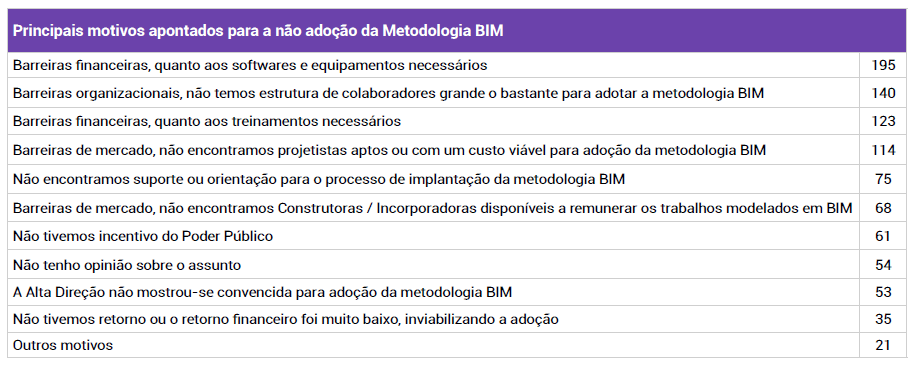 Principais motivos apontados para a não adoção da Metodologia BIM
Barreiras financeiras, quanto aos softwares e equipamentos necessários 195
Barreiras organizacionais, não temos estrutura de colaboradores grande o bastante para adotar a metodologia BIM 140
Barreiras financeiras, quanto aos treinamentos necessários 123
Barreiras de mercado, não encontramos projetistas aptos ou com um custo viável para adoção da metodologia BIM 114
Não encontramos suporte ou orientação para o processo de implantação da metodologia BIM 75
Barreiras de mercado, não encontramos Construtoras / Incorporadoras disponíveis a remunerar os trabalhos modelados em BIM 68
Não tivemos incentivo do Poder Público 61
Não tenho opinião sobre o assunto 54
A Alta Direção não mostrou-se convencida para adoção da metodologia BIM 53
Não tivemos retorno ou o retorno financeiro foi muito baixo, inviabilizando a adoção 35
Outros motivos 21